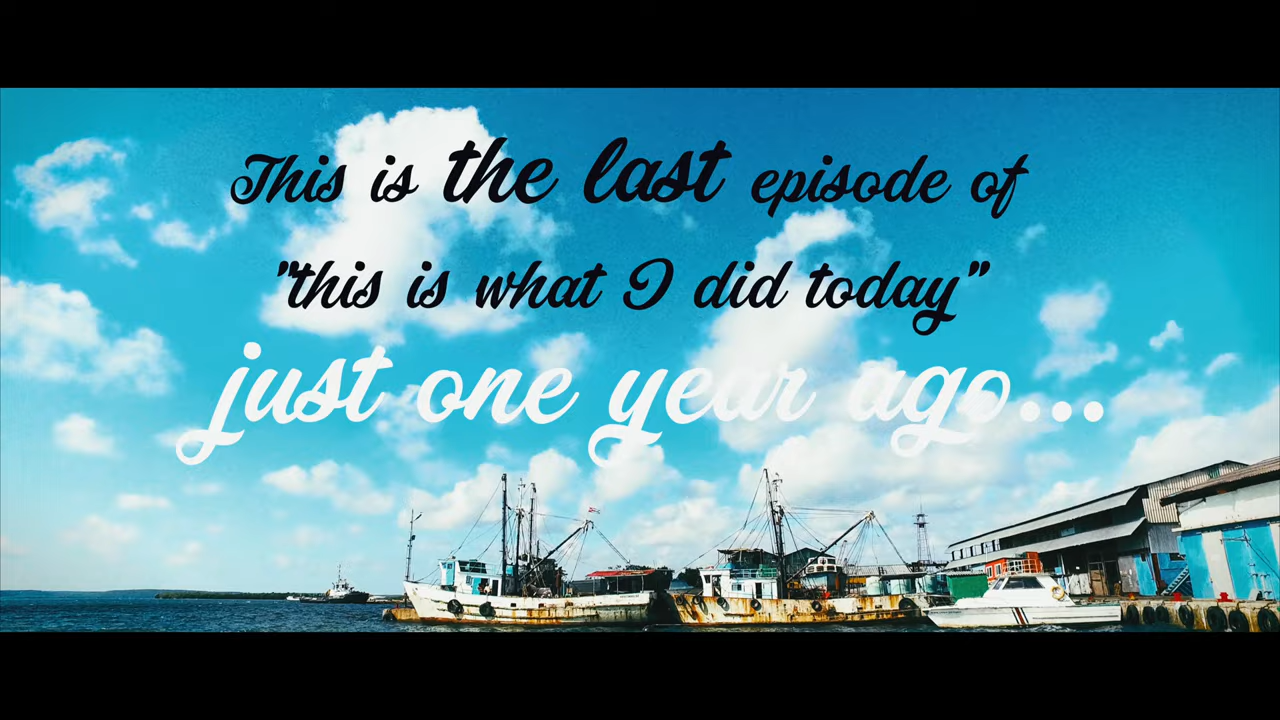 This is the last episode of
"this is what I did today"
just one year ago...